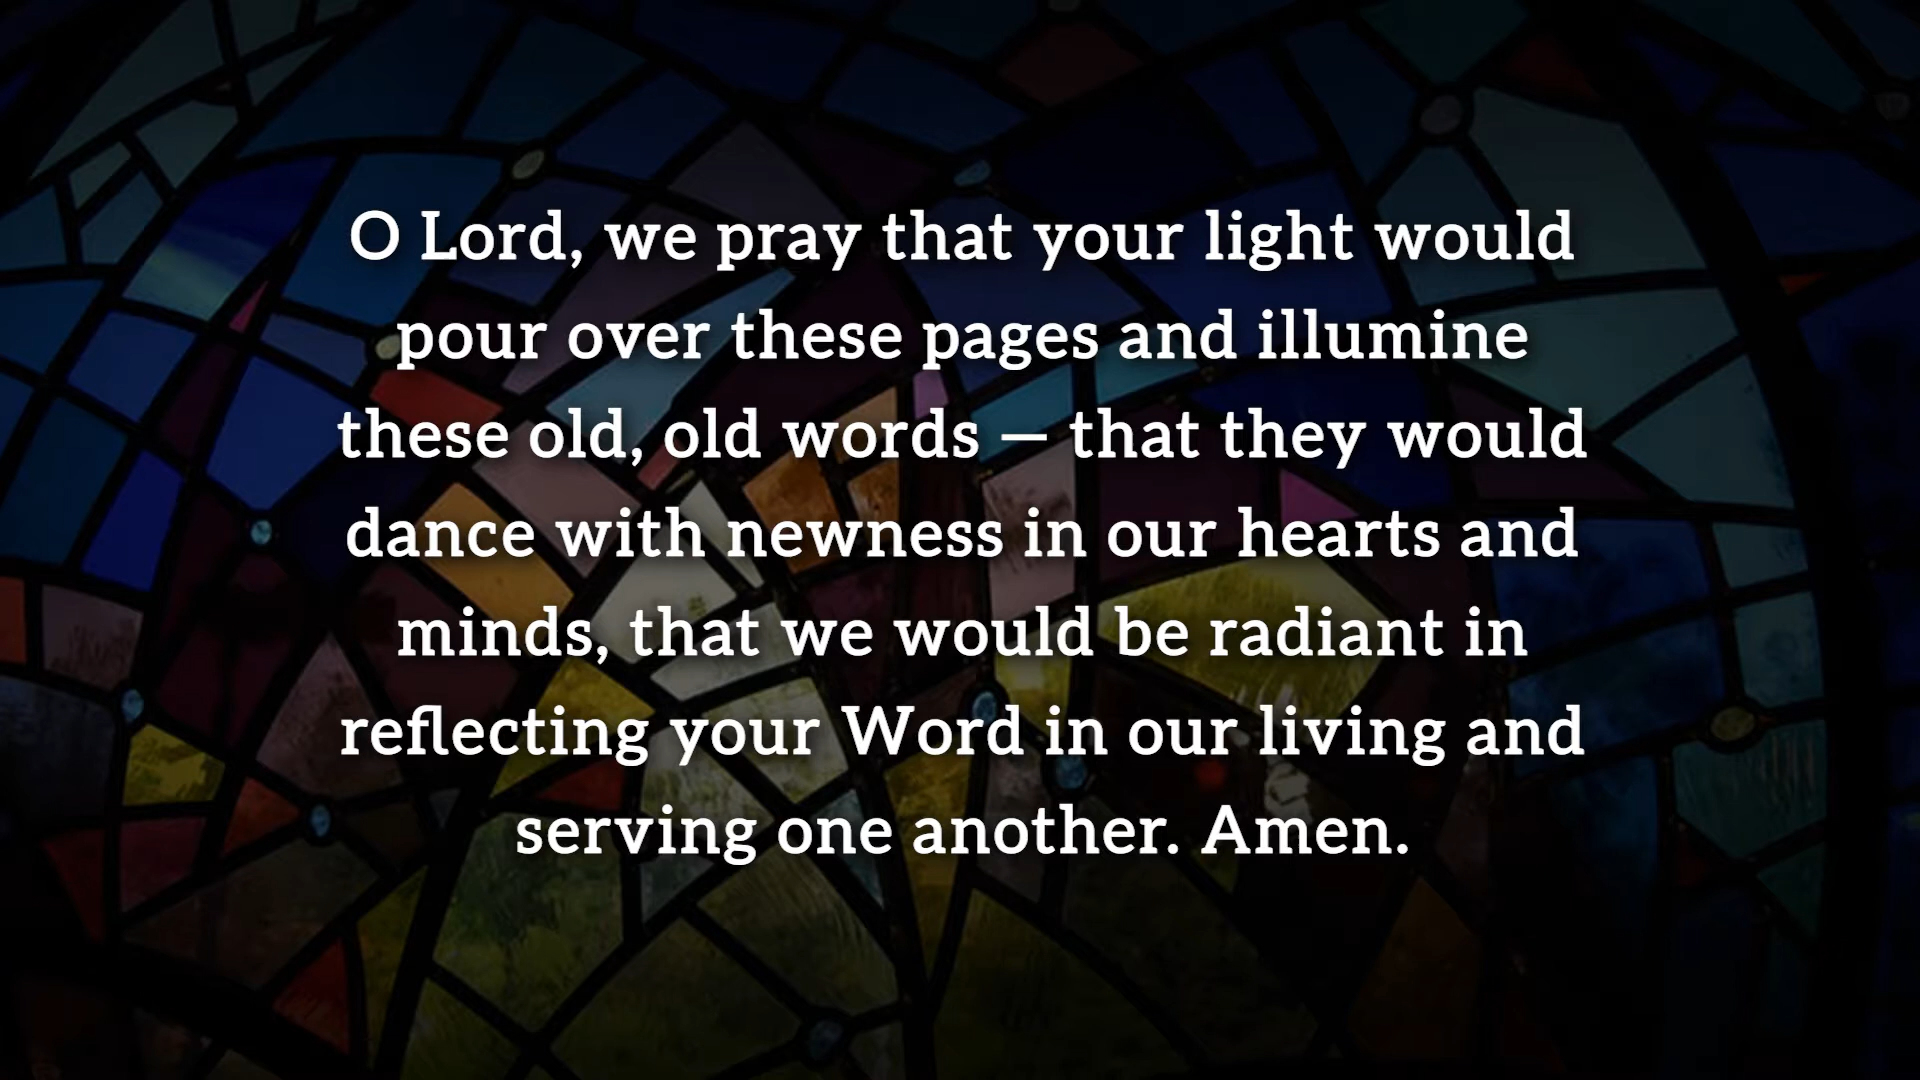 O Lord, we pray that your light would
pour over these pages and illumine
these old, old words — that they would
dance with newness in our hearts and
minds, that we would be radiant in
reflecting your Word in our living and
serving one another. Amen.